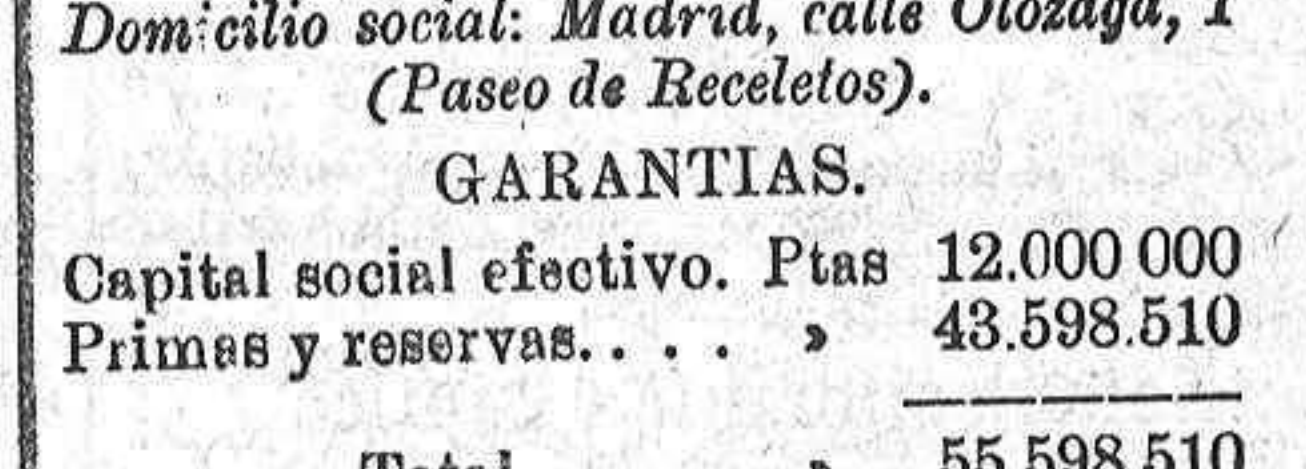 Domicilio social: Madrid, calle Olózaga, 1
(Paseo de Receletos).
GARANTIAS.
Capital social efectivo. Ptas 12.000 000
Primas y reservas. . . . » 43.598.510
Total » 55.598.510